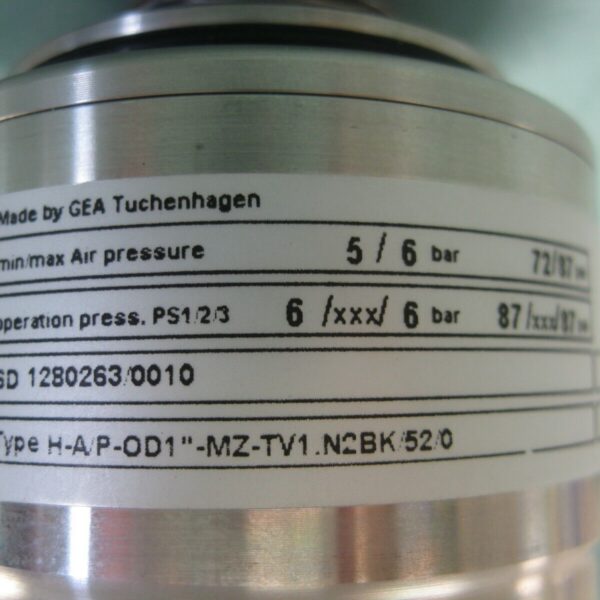 Made by GEA Tuchenhagen
min/max Air pressure 5 / 6 bar 72/87
operation press. PS1/2/3 6 /xxx/ 6 bar 87 /xxx/87
SD 1280263/0010
Type H-A/P-OD1"-MZ-TV1.N2BK/52/0